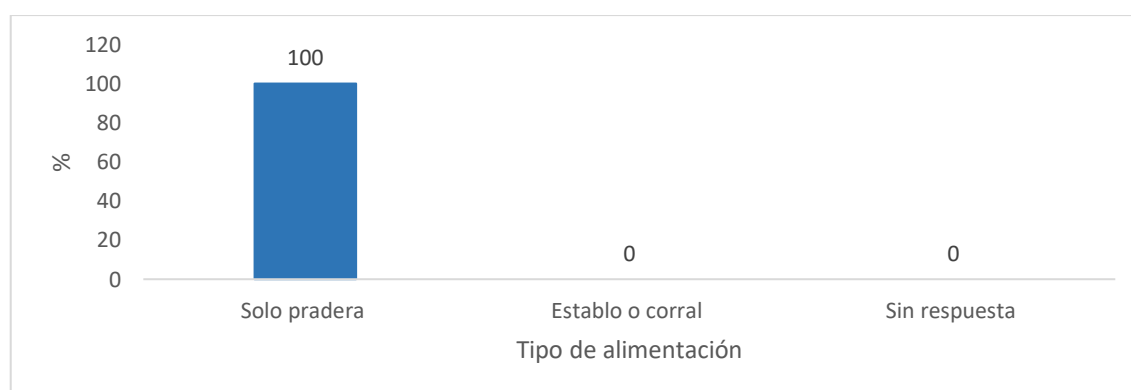 120
100
100
80
%
60
40
20
0
0
0
Solo pradera
Establo o corral
Sin respuesta
Tipo de alimentación